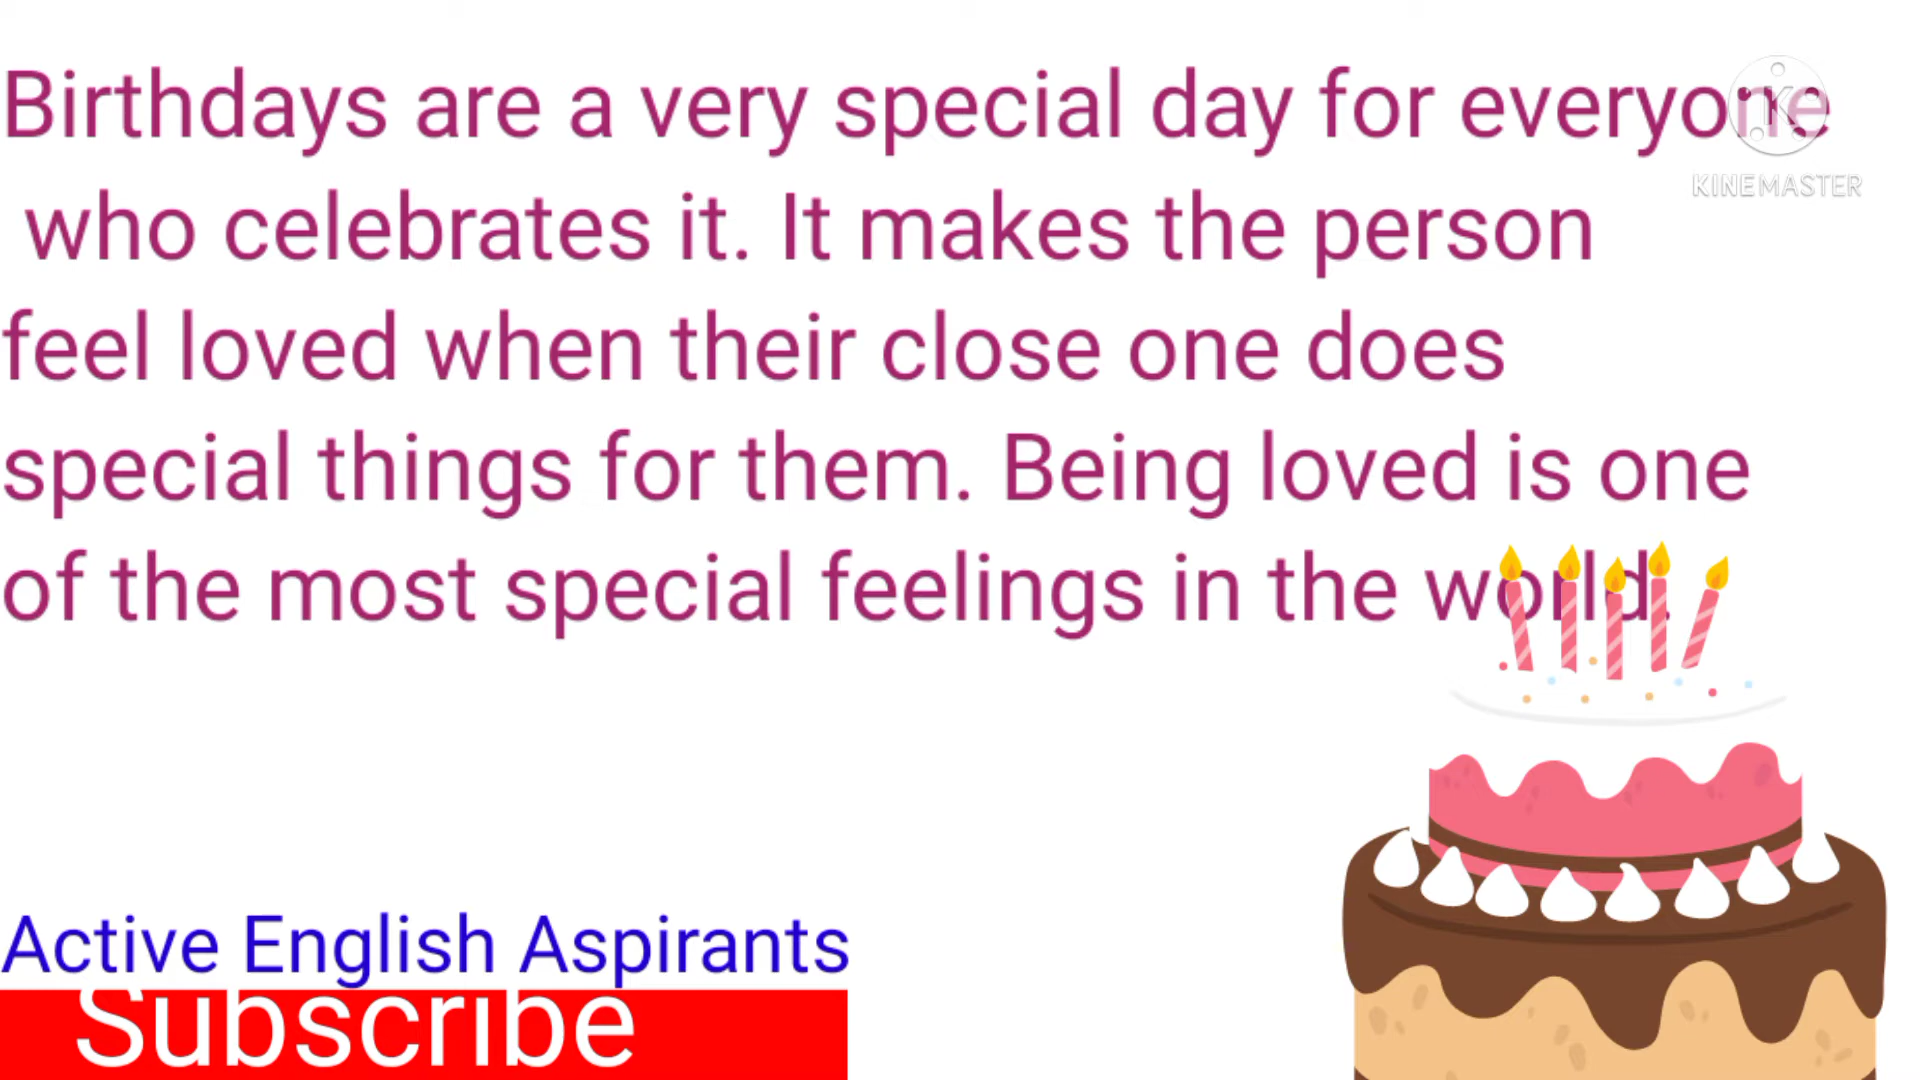 Birthdays are a very special day for everyone
KINEMASTER
who celebrates it. It makes the person
feel loved when their close one does
special things for them. Being loved is one
of the most special feelings in the world.
Active English Aspirants
Subscribe